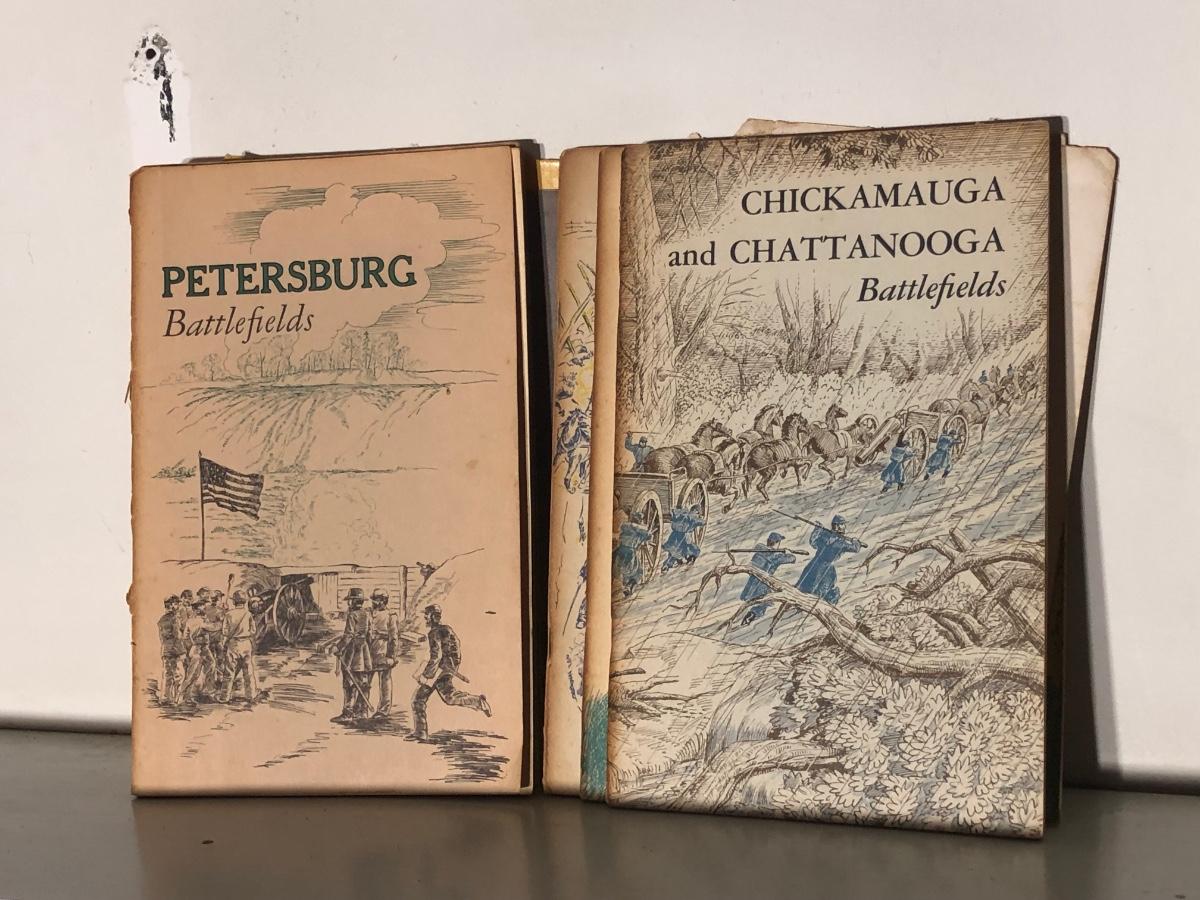 PETERSBURG
Battlefields
CHICKAMAUGA
and CHATTANOOGA
Battlefields